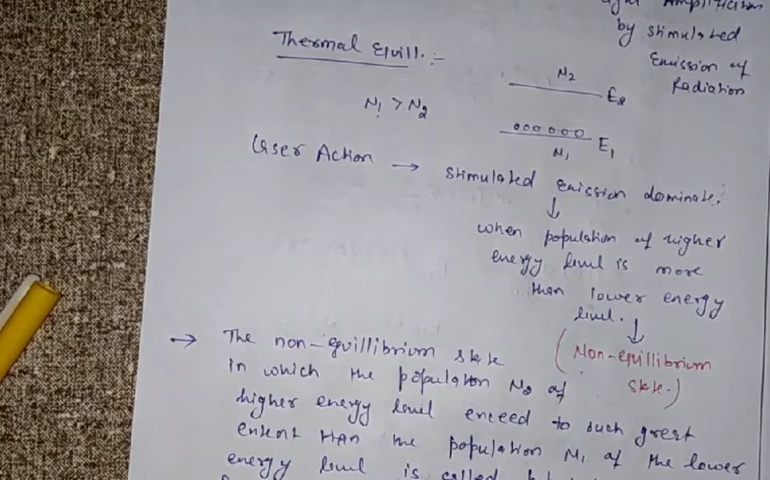 Light Amplification
by stimulated
Emission of
Radiation
Thermal Equill. :-
N2
E2
N1 > N2
E1
N1
Laser Action → stimulated emission dominate.
↓
when population of higher
energy level is more
than lower energy
level. ↓
(Non-equillibrium
state.)
→ The non-equillibrium state
in which the population N2 of
higher energy level exceed to such great
extent than the population N1 of the lower
energy level is called